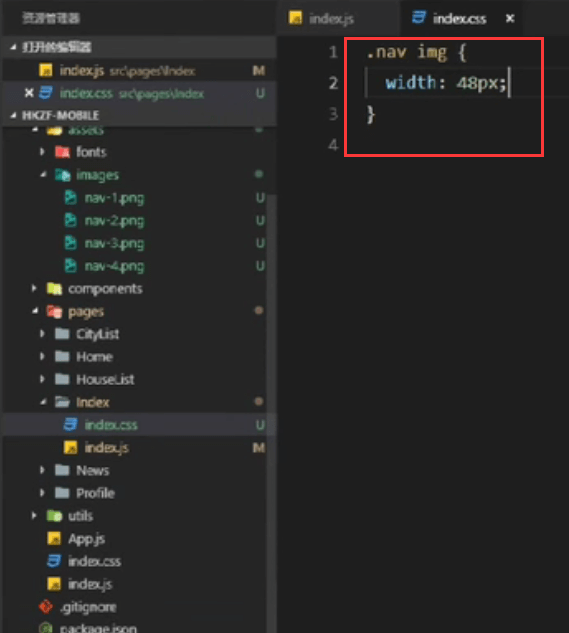 资源管理器
打开的编辑器
index.js src\pages\Index M
index.css src\pages\Index U
HKZF-MOBILE
assets
fonts
images
nav-1.png U
nav-2.png U
nav-3.png U
nav-4.png U
components
pages
CityList
Home
HouseList
Index
index.css U
index.js M
News
Profile
utils
App.js
index.css
index.js
.gitignore
package.json
index.js
index.css
1 .nav img {
2 width: 48px;
3 }
4